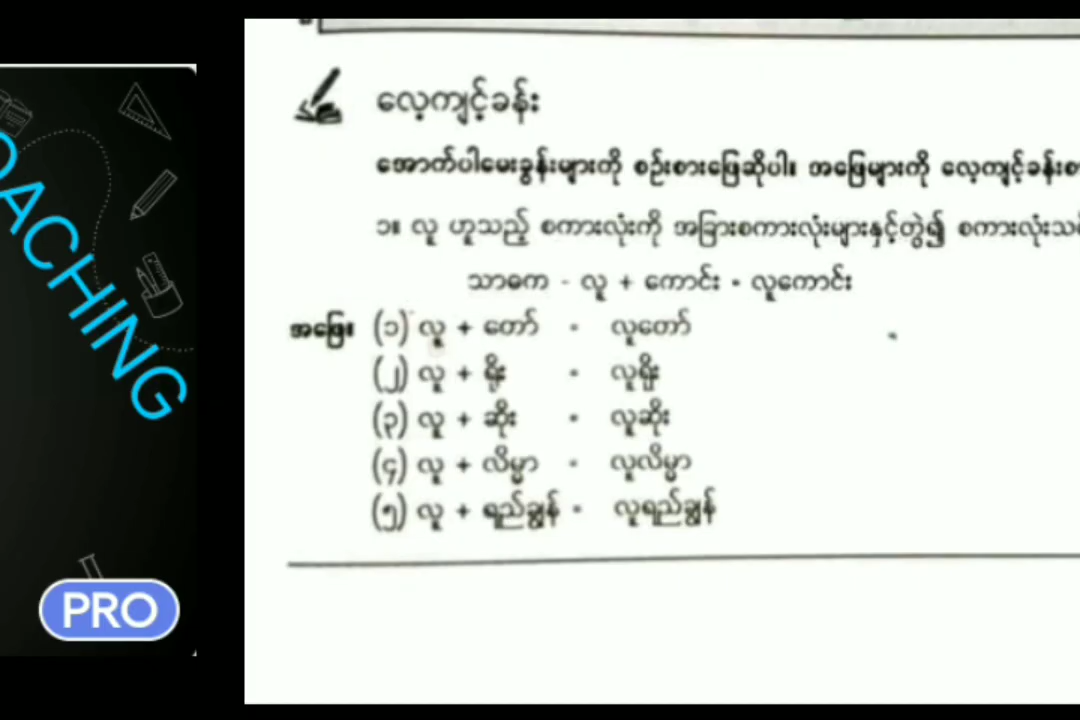 OACHING
PRO
လေ့ကျင့်ခန်း
အောက်ပါမေးခွန်းများကို စဉ်းစားဖြေဆိုပါ။ အဖြေများကို လေ့ကျင့်ခန်းစာ
၁။ လူ ဟူသည့် စကားလုံးကို အခြားစကားလုံးများနှင့်တွဲ၍ စကားလုံးသစ်
သာဓက - လူ + ကောင်း = လူကောင်း
အဖြေ။ (၁) လူ + တော် = လူတော်
(၂) လူ + ရိုး = လူရိုး
(၃) လူ + ဆိုး = လူဆိုး
(၄) လူ + လိမ္မာ = လူလိမ္မာ
(၅) လူ + ရည်ချွန် = လူရည်ချွန်